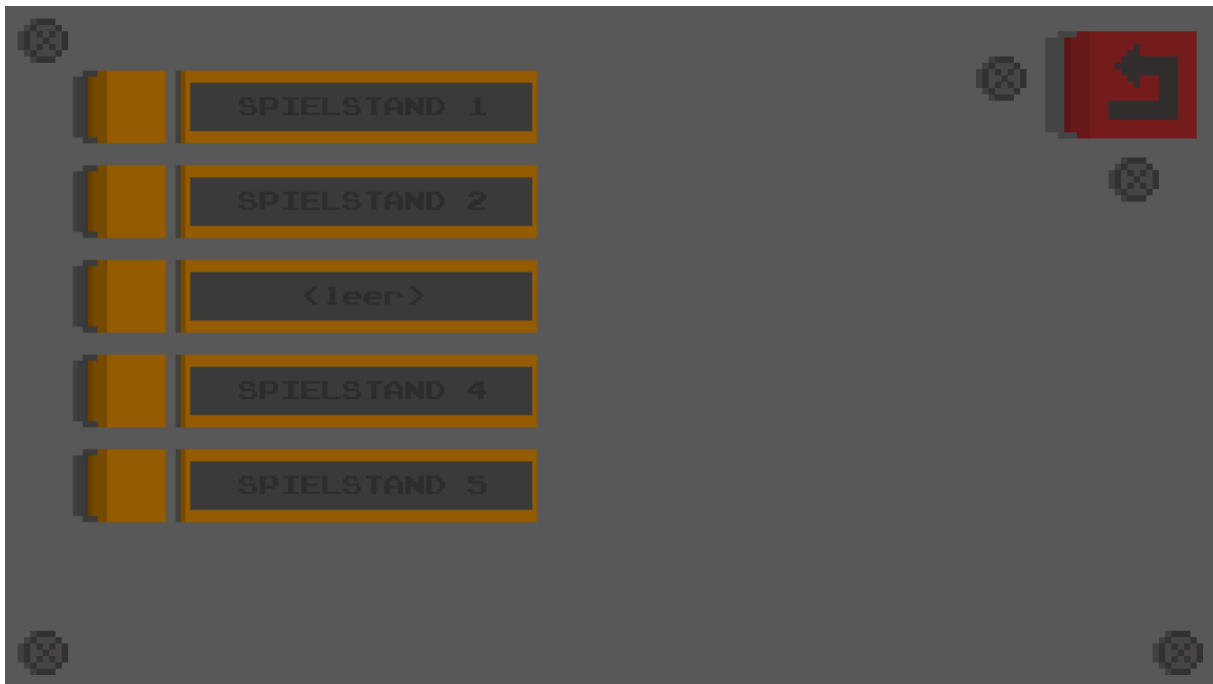 SPIELSTAND 1
SPIELSTAND 2
<leer>
SPIELSTAND 4
SPIELSTAND 5